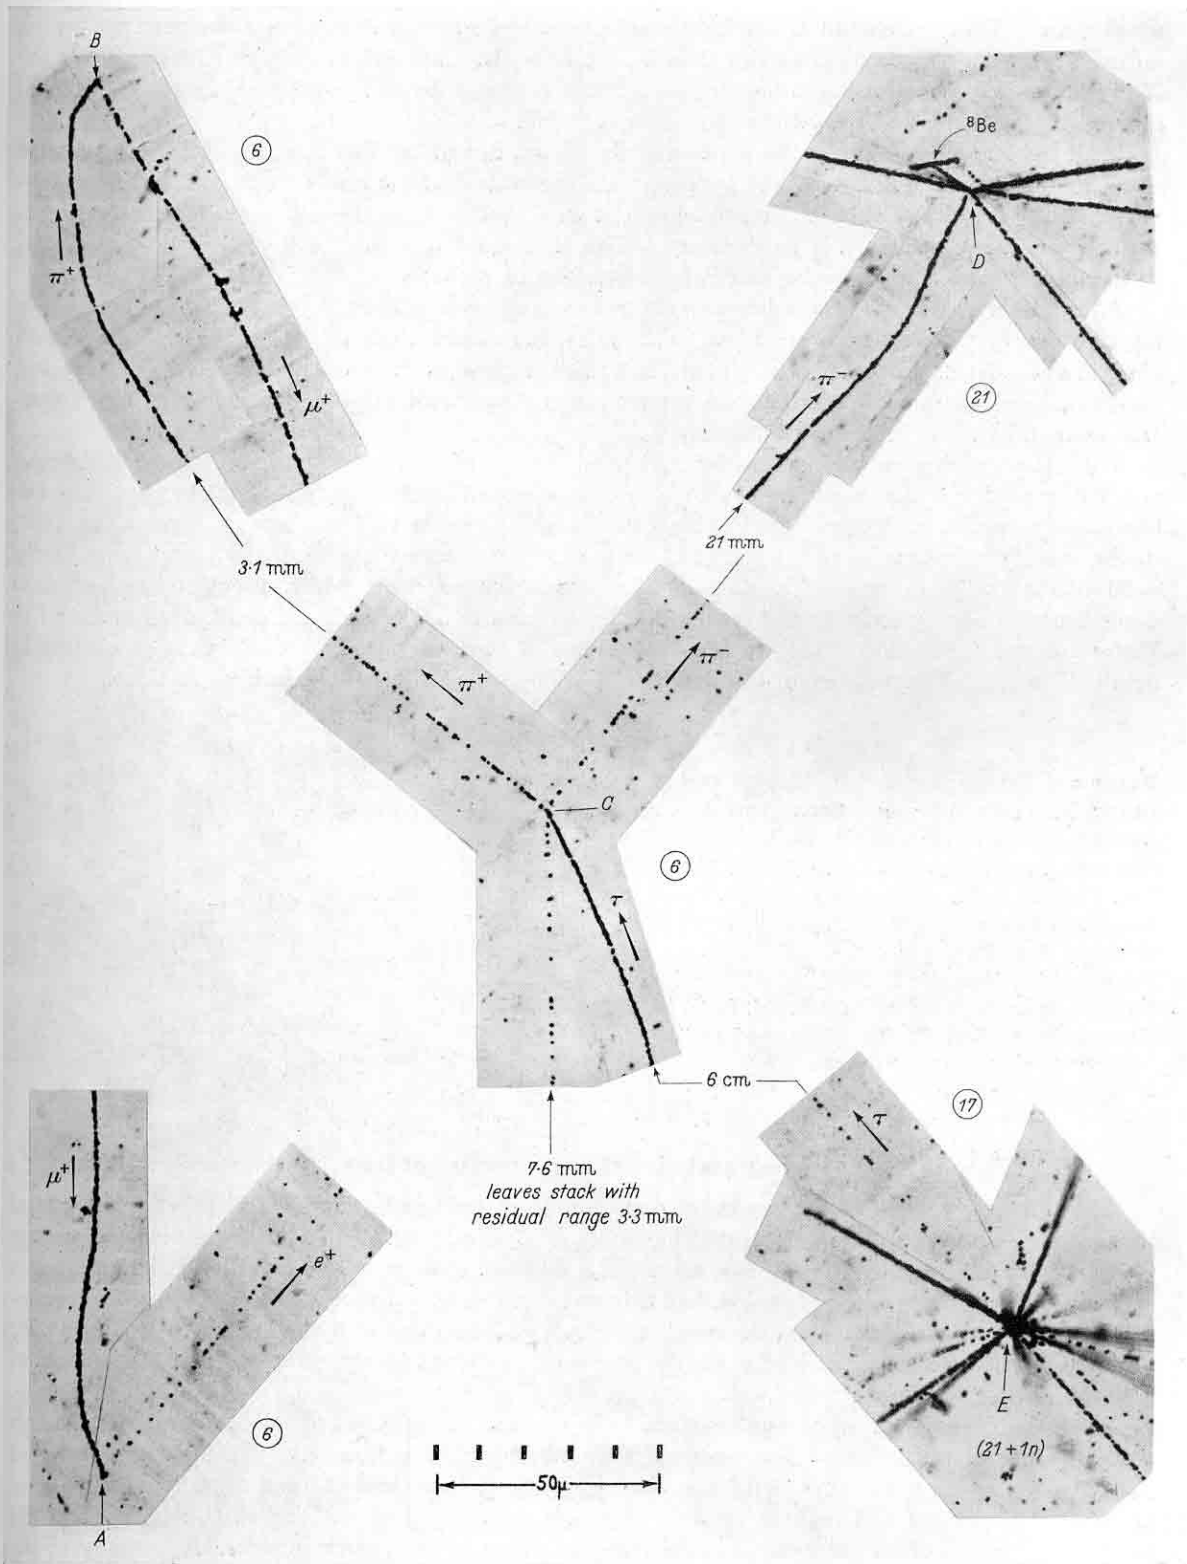 B
6
π⁺
μ⁺
⁸Be
D
π⁻
21
3·1 mm
21 mm
π⁺
π⁻
C
6
τ
6 cm
7·6 mm
leaves stack with
residual range 3·3 mm
17
τ
μ⁺
e⁺
6
A
50μ
E
(21+1n)